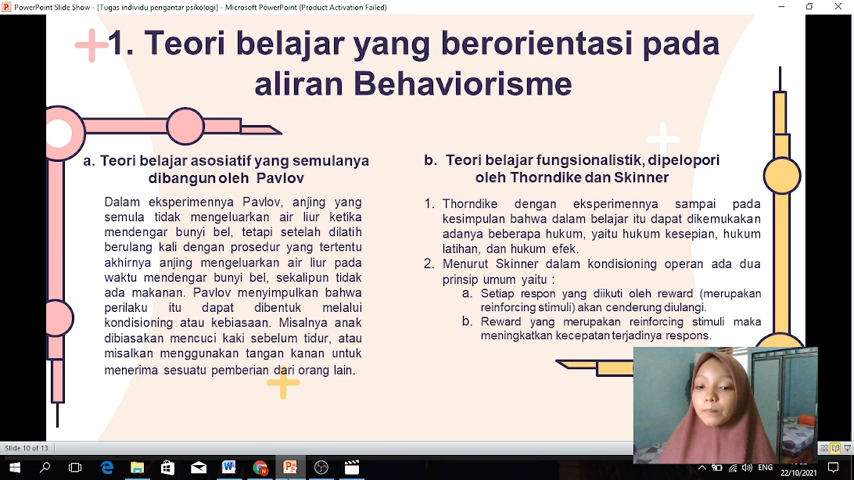 PowerPoint Slide Show - [Tugas individu pengantar psikologi] - Microsoft PowerPoint (Product Activation Failed)
1. Teori belajar yang berorientasi pada
aliran Behaviorisme
a. Teori belajar asosiatif yang semulanya
dibangun oleh Pavlov
Dalam eksperimennya Pavlov, anjing yang
semula tidak mengeluarkan air liur ketika
mendengar bunyi bel, tetapi setelah dilatih
berulang kali dengan prosedur yang tertentu
akhirnya anjing mengeluarkan air liur pada
waktu mendengar bunyi bel, sekalipun tidak
ada makanan. Pavlov menyimpulkan bahwa
perilaku itu dapat dibentuk melalui
kondisioning atau kebiasaan. Misalnya anak
dibiasakan mencuci kaki sebelum tidur, atau
misalkan menggunakan tangan kanan untuk
menerima sesuatu pemberian dari orang lain.
b. Teori belajar fungsionalistik, dipelopori
oleh Thorndike dan Skinner
1. Thorndike dengan eksperimennya sampai pada
kesimpulan bahwa dalam belajar itu dapat dikemukakan
adanya beberapa hukum, yaitu hukum kesepian, hukum
latihan, dan hukum efek.
2. Menurut Skinner dalam kondisioning operan ada dua
prinsip umum yaitu :
a. Setiap respon yang diikuti oleh reward (merupakan
reinforcing stimuli) akan cenderung diulangi.
b. Reward yang merupakan reinforcing stimuli maka
meningkatkan kecepatan terjadinya respons.
Slide 10 of 13
ENG
22/10/2021